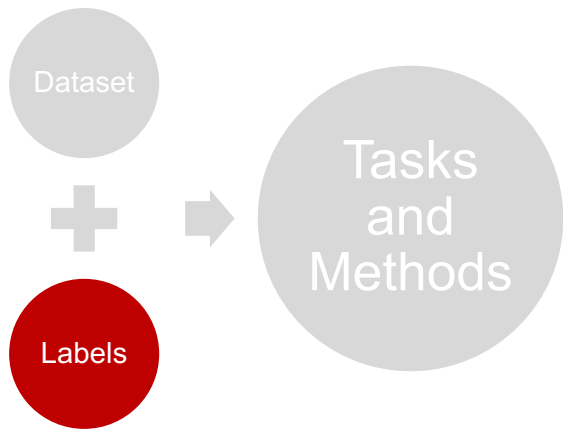 Dataset
Labels
Tasks
and
Methods